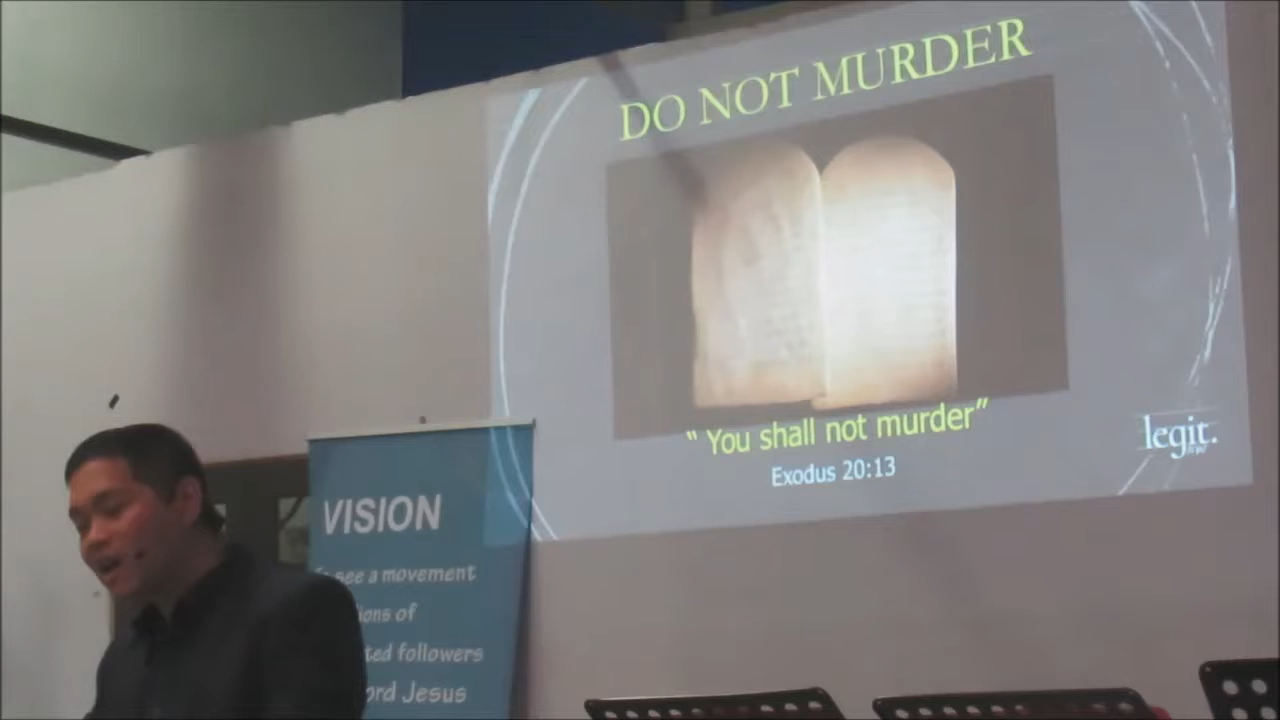 DO NOT MURDER
“ You shall not murder”
Exodus 20:13
legit.
VISION
see a movement
ions of
ted followers
ord Jesus